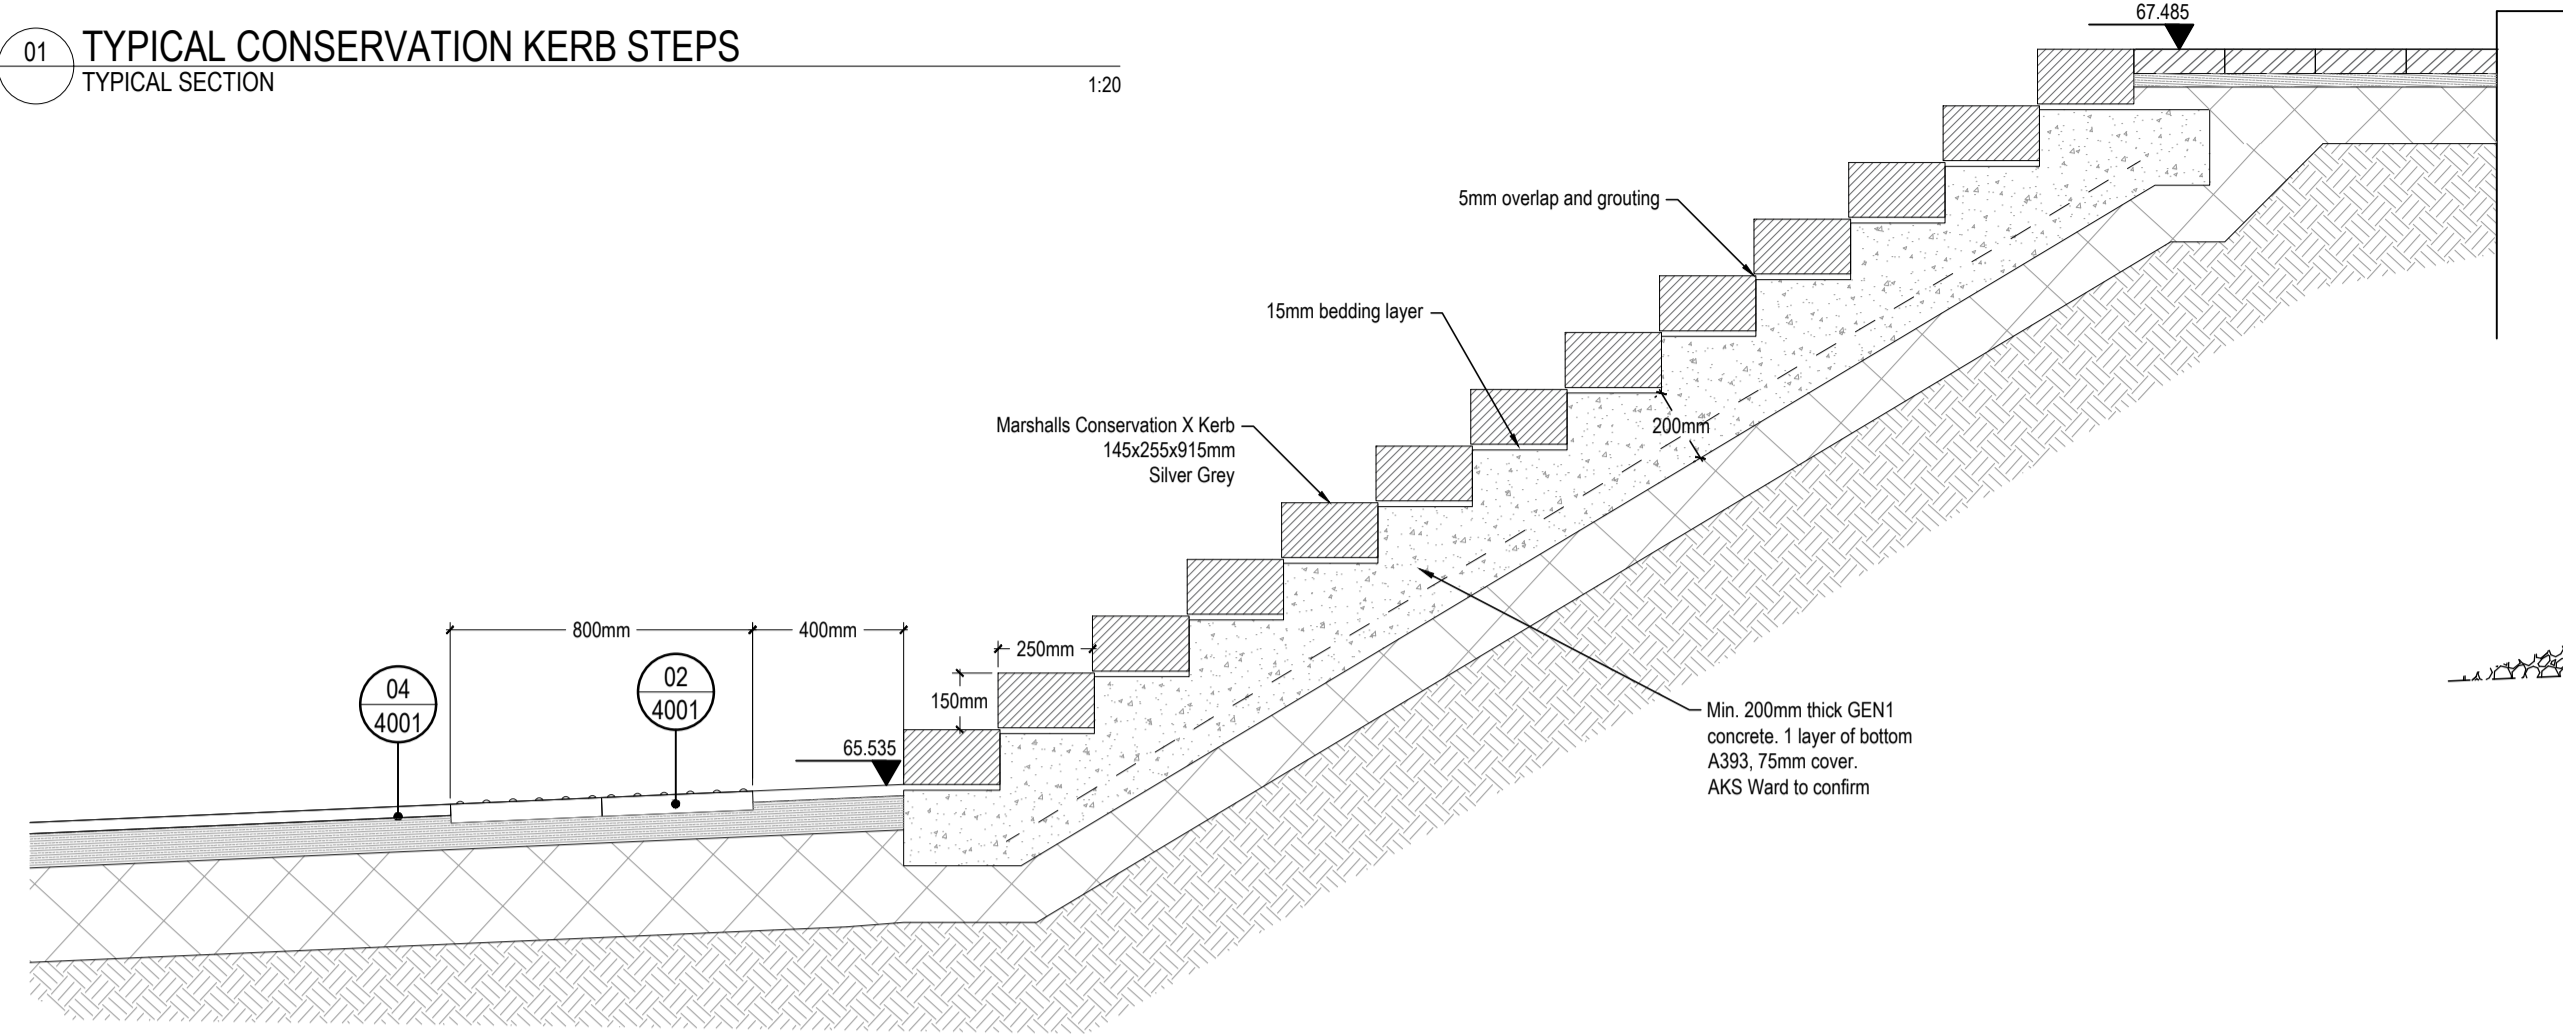 01
TYPICAL CONSERVATION KERB STEPS
TYPICAL SECTION
1:20
67.485
5mm overlap and grouting
15mm bedding layer
Marshalls Conservation X Kerb
145x255x915mm
Silver Grey
200mm
800mm
400mm
250mm
150mm
04
4001
02
4001
65.535
Min. 200mm thick GEN1
concrete. 1 layer of bottom
A393, 75mm cover.
AKS Ward to confirm